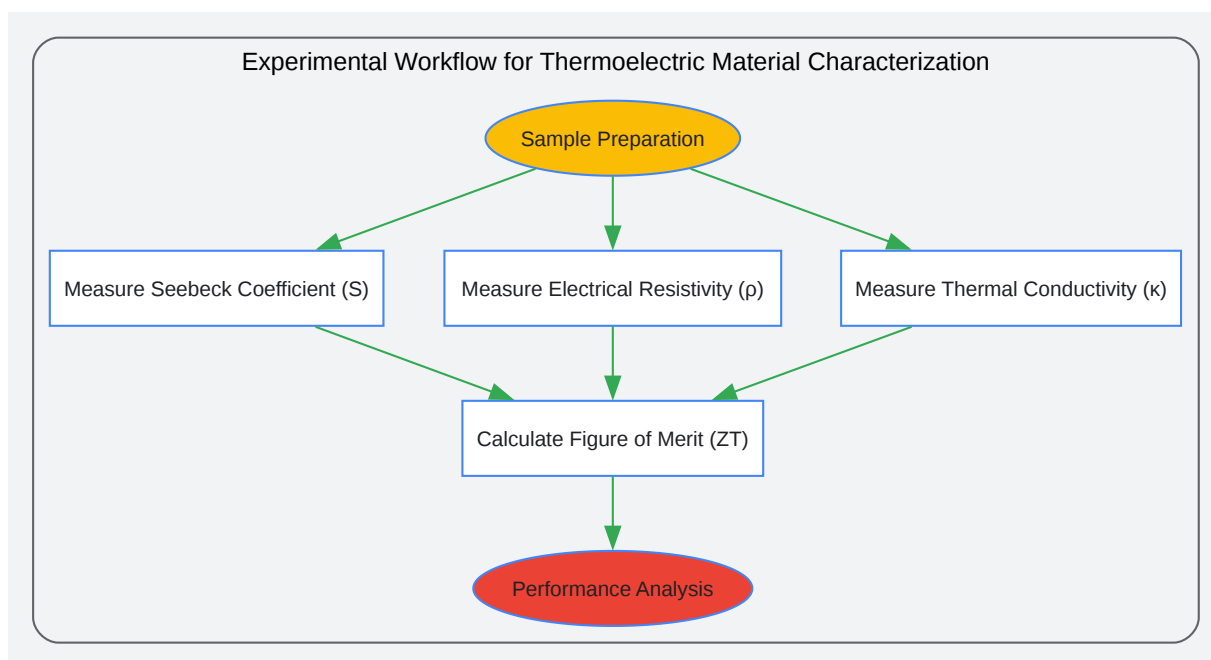 Experimental Workflow for Thermoelectric Material Characterization
Sample Preparation
Measure Seebeck Coefficient (S)
Measure Electrical Resistivity (ρ)
Measure Thermal Conductivity (κ)
Calculate Figure of Merit (ZT)
Performance Analysis